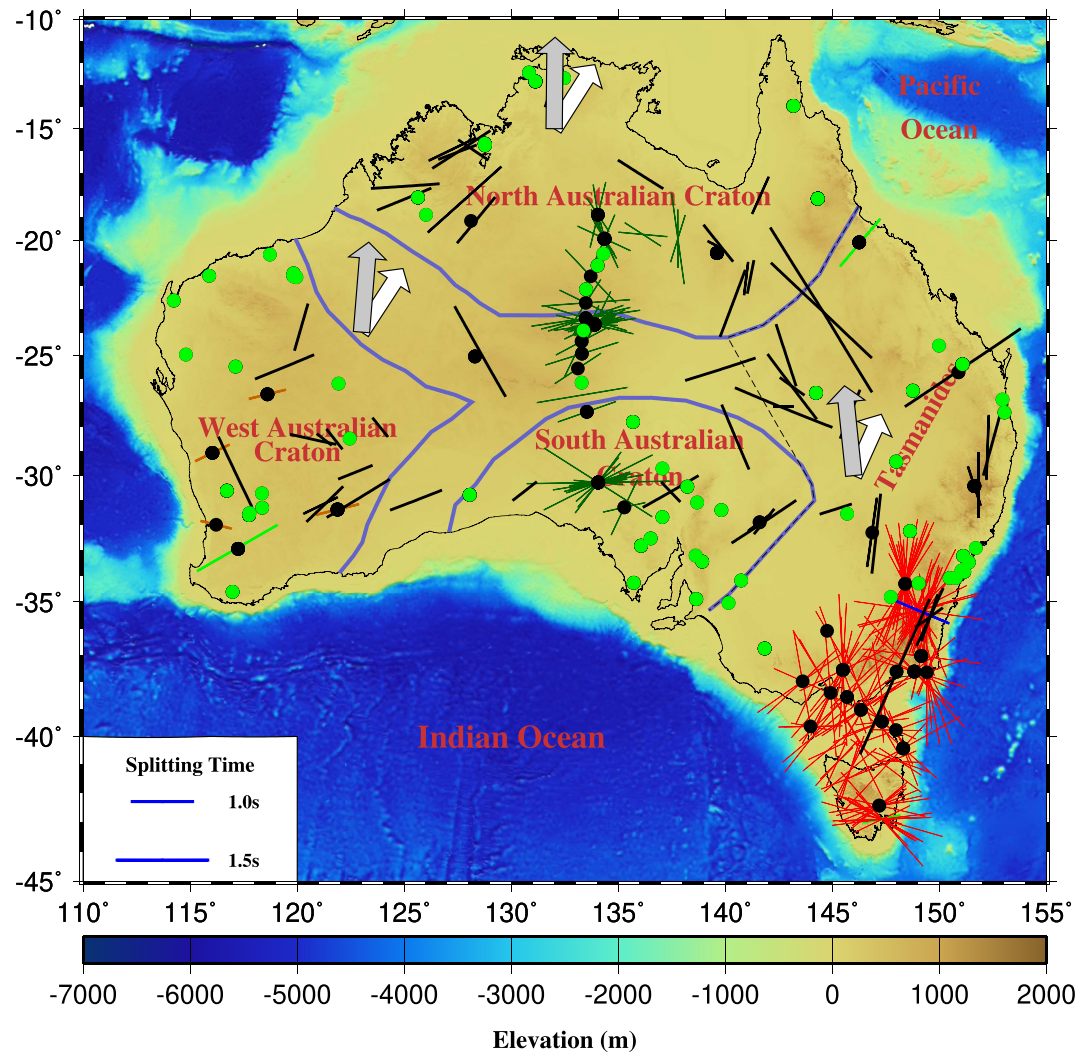 -10°
-15°
-20°
-25°
-30°
-35°
-40°
-45°
Pacific
Ocean
North Australian Craton
West Australian
Craton
South Australian
Craton
Tasmanides
Indian Ocean
Splitting Time
1.0s
1.5s
110° 115° 120° 125° 130° 135° 140° 145° 150° 155°
-7000 -6000 -5000 -4000 -3000 -2000 -1000 0 1000 2000
Elevation (m)